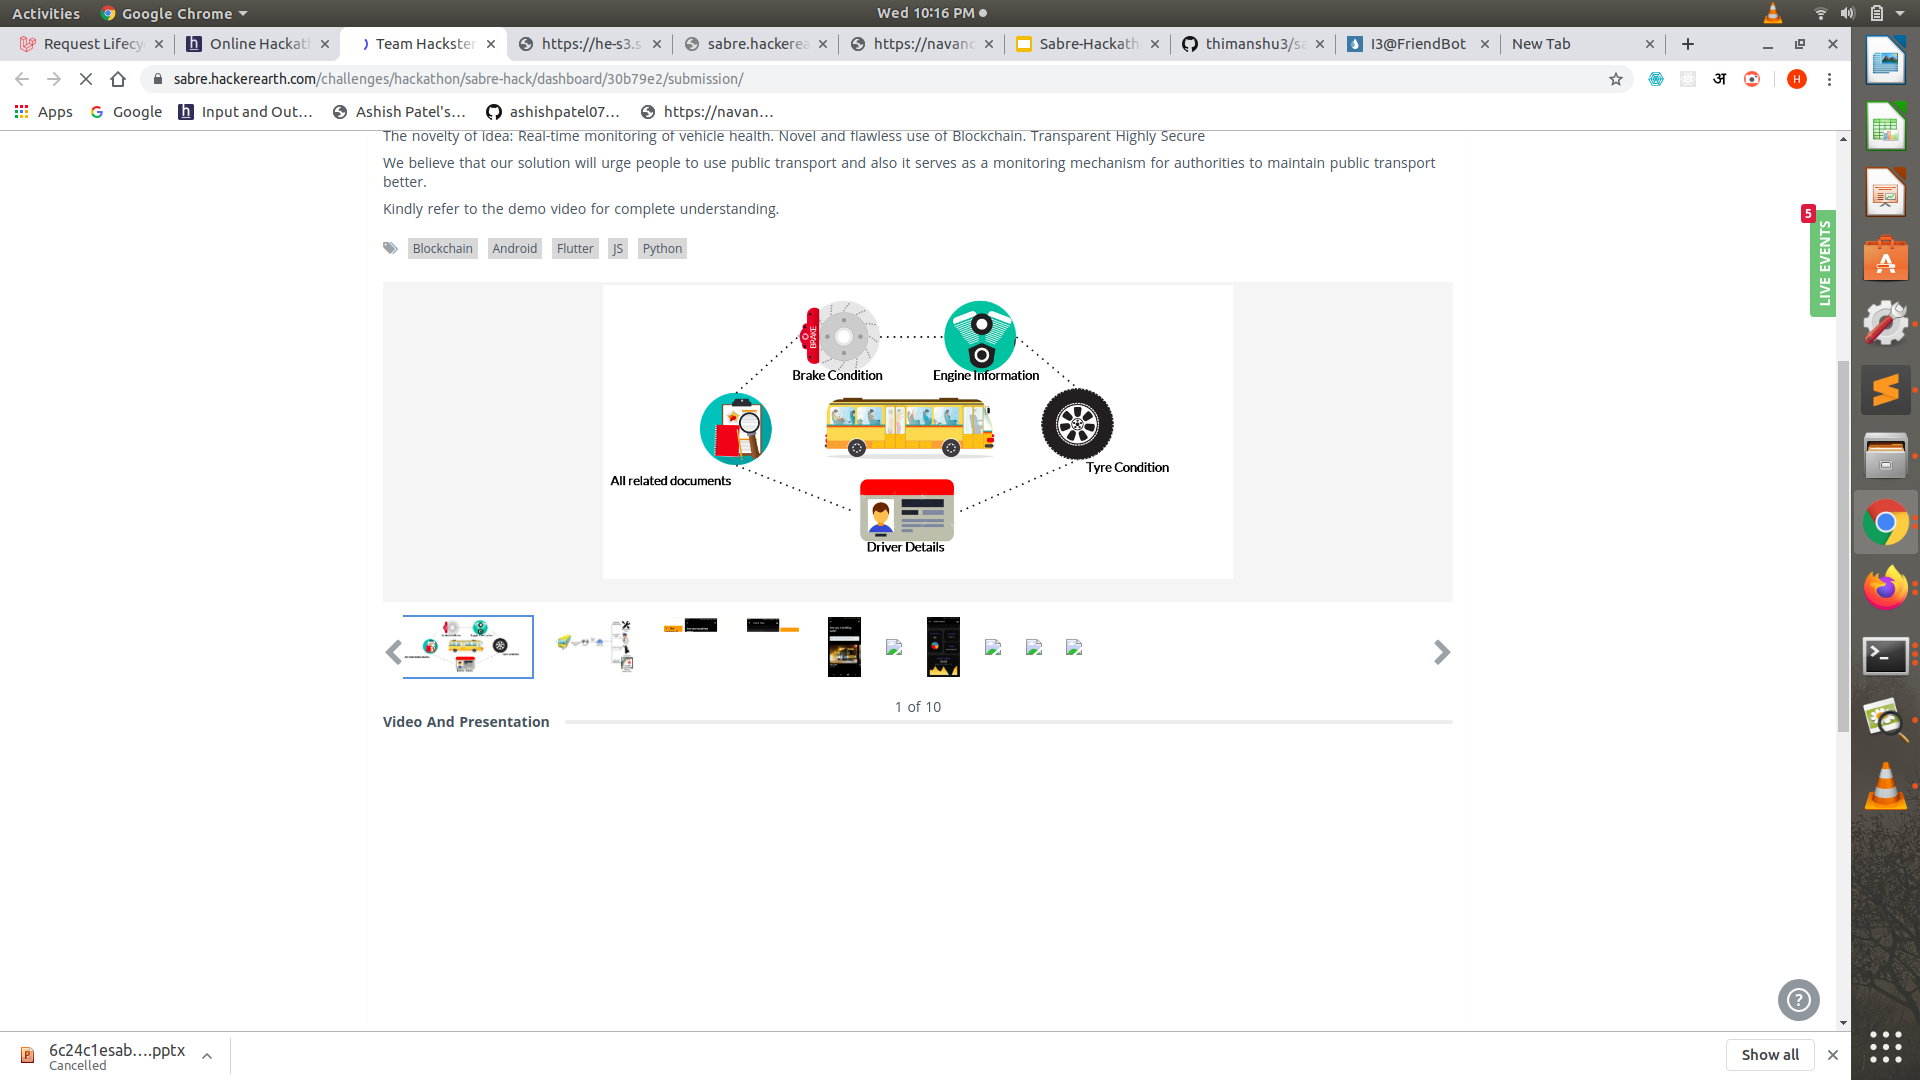 Activities
Google Chrome
Wed 10:16 PM
Request Lifecy
Online Hackath
Team Hackster
https://he-s3.s
sabre.hackerea
https://navand
Sabre-Hackath
thimanshu3/sa
I3@FriendBot
New Tab
sabre.hackerearth.com/challenges/hackathon/sabre-hack/dashboard/30b79e2/submission/
अ
H
Apps
Google
Input and Out...
Ashish Patel's...
ashishpatel07...
https://navan...
The novelty of Idea: Real-time monitoring of vehicle health. Novel and flawless use of Blockchain. Transparent Highly Secure
We believe that our solution will urge people to use public transport and also it serves as a monitoring mechanism for authorities to maintain public transport
better.
Kindly refer to the demo video for complete understanding.
Blockchain
Android
Flutter
JS
Python
5
LIVE EVENTS
BRAKE
Brake Condition
Engine Information
Tyre Condition
All related documents
Driver Details
1 of 10
Video And Presentation
?
6c24c1esab....pptx
Cancelled
Show all